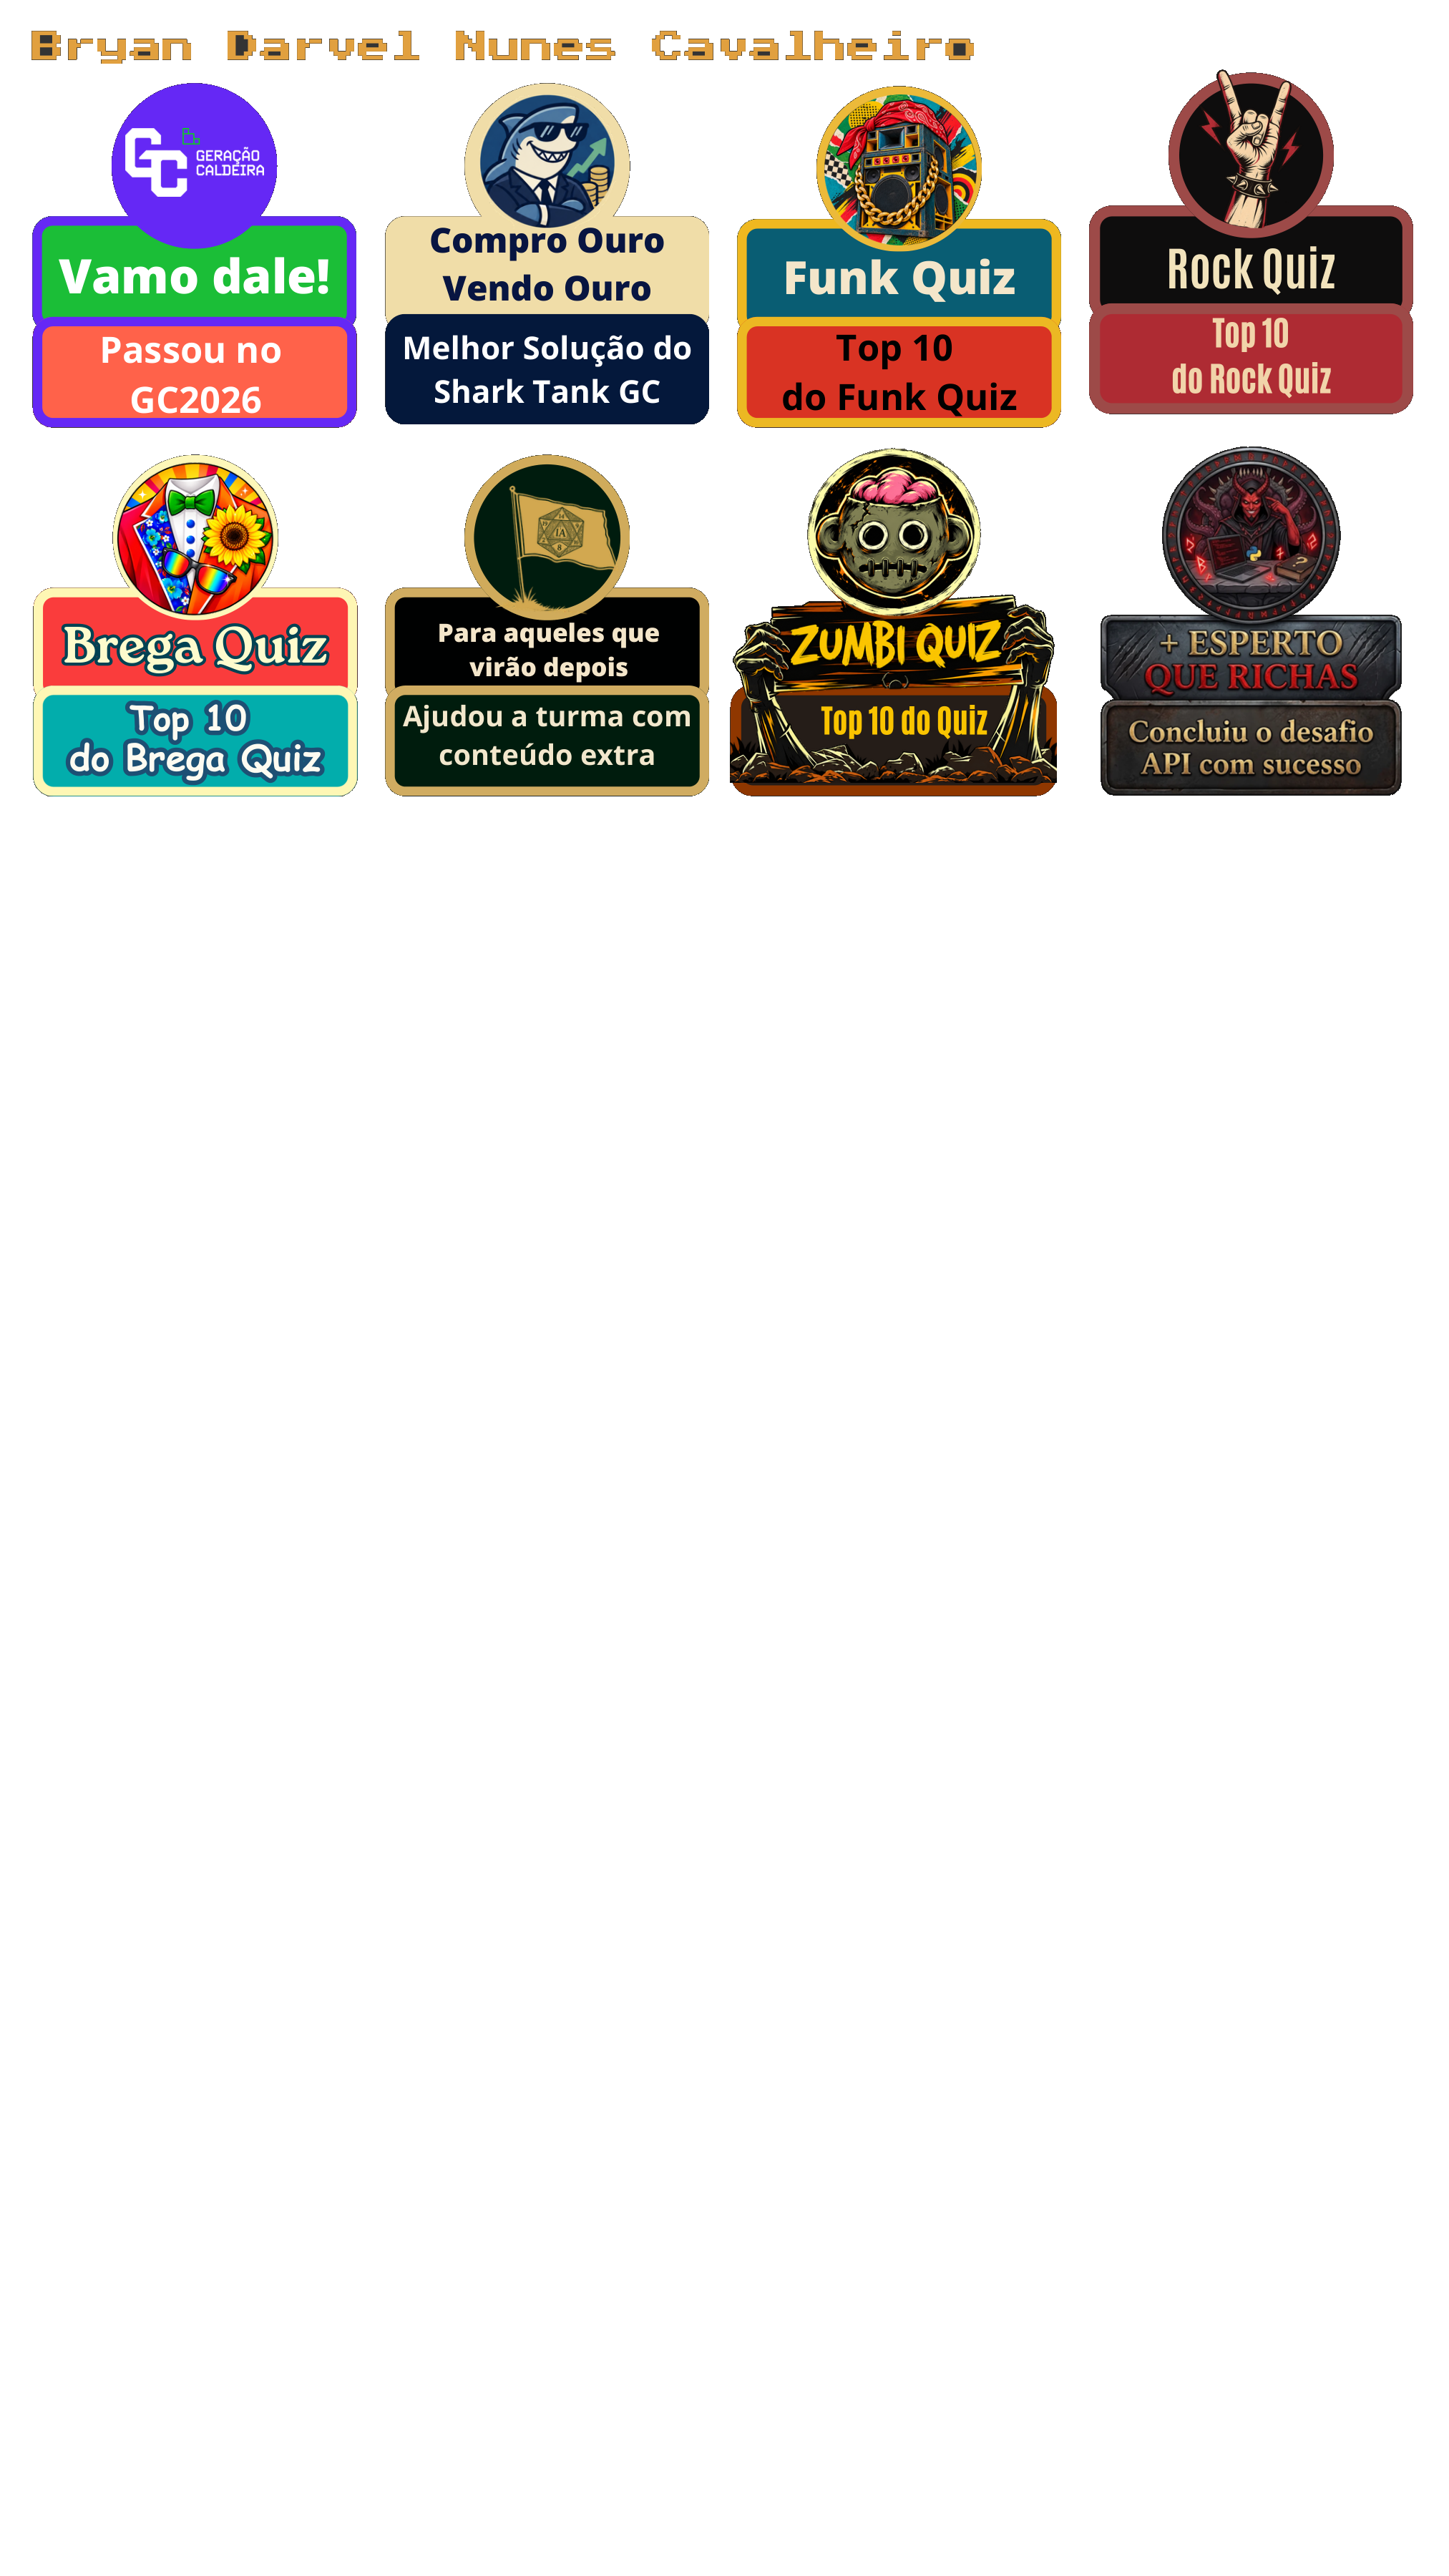 Bryan Darvel Nunes Cavalheiro
GC GERAÇÃO
CALDEIRA
Vamo dale!
Passou no
GC2026
Compro Ouro
Vendo Ouro
Melhor Solução do
Shark Tank GC
Funk Quiz
Top 10
do Funk Quiz
Rock Quiz
Top 10
do Rock Quiz
Brega Quiz
Top 10
do Brega Quiz
IA
Para aqueles que
virão depois
Ajudou a turma com
conteúdo extra
ZUMBI QUIZ
Top 10 do Quiz
+ ESPERTO
QUE RICHAS
Concluiu o desafio
API com sucesso